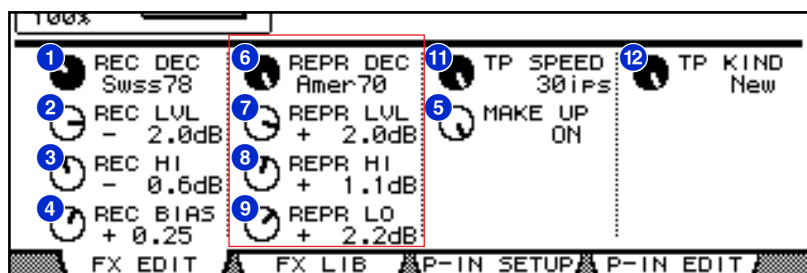 100%
1 REC DEC
Swss78
2 REC LVL
- 2.0dB
3 REC HI
- 0.6dB
4 REC BIAS
+ 0.25
6 REPR DEC
Amer70
7 REPR LVL
+ 2.0dB
8 REPR HI
+ 1.1dB
9 REPR LO
+ 2.2dB
11 TP SPEED
30ips
5 MAKE UP
ON
12 TP KIND
New
FX EDIT FX LIB P-IN SETUP P-IN EDIT